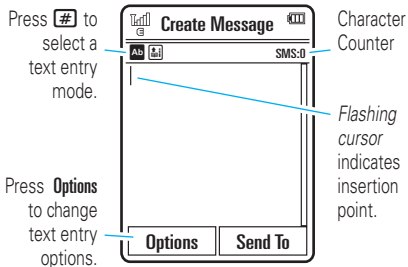 Press # to
select a
text entry
mode.
Create Message
Ab
SMS:0
Character
Counter
Flashing
cursor
indicates
insertion
point.
Press Options
to change
text entry
options.
Options
Send To